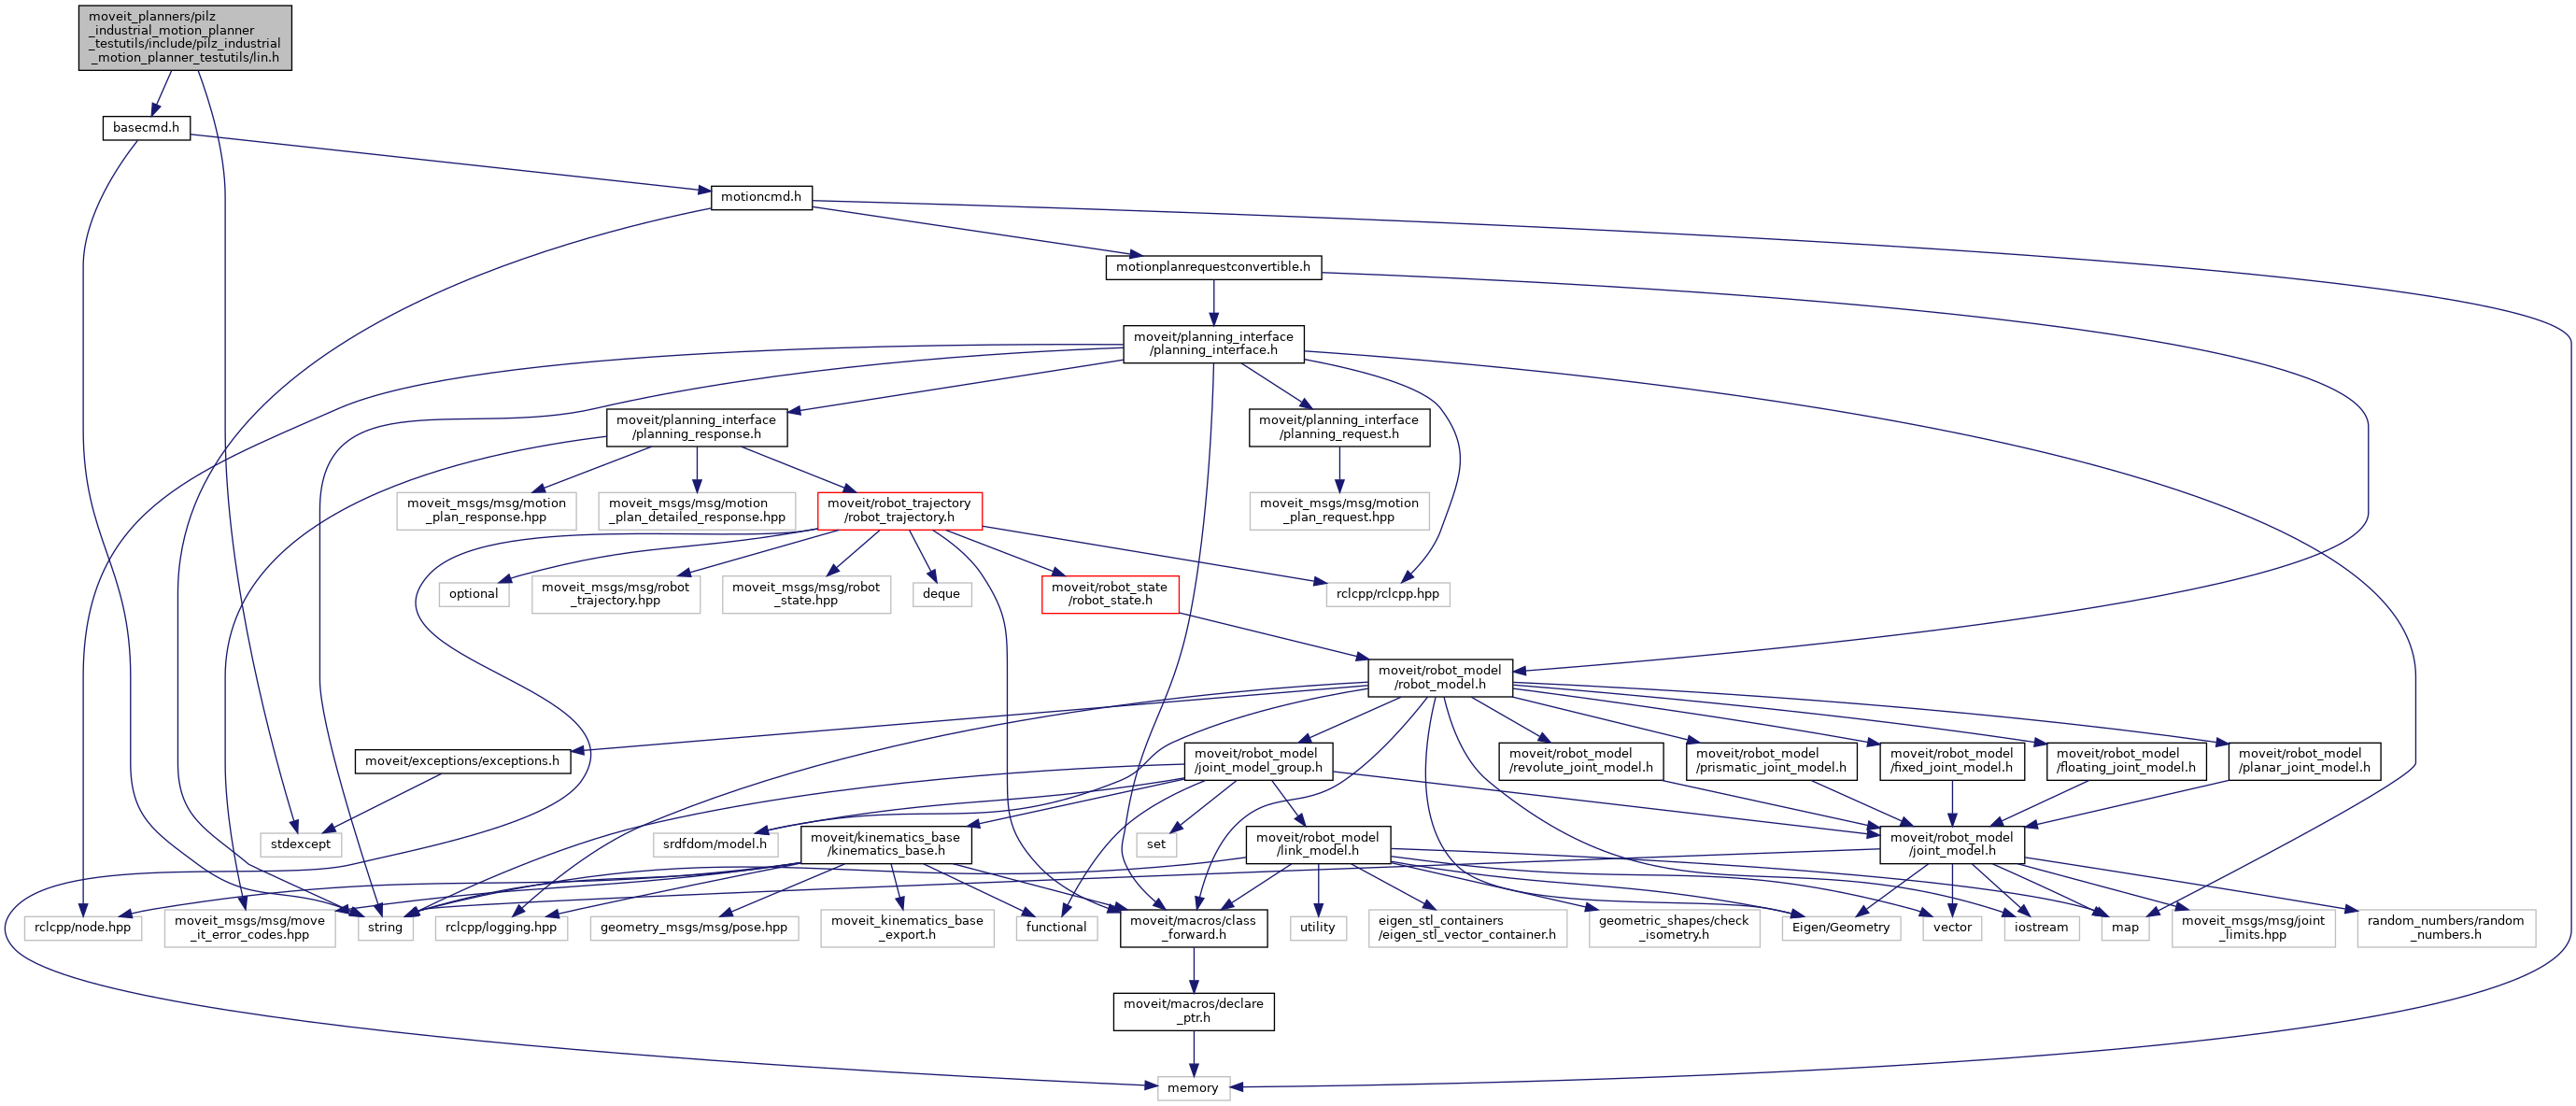 moveit_planners/pilz
_industrial_motion_planner
_testutils/include/pilz_industrial
_motion_planner_testutils/lin.h
basecmd.h
motioncmd.h
motionplanrequestconvertible.h
moveit/planning_interface
/planning_interface.h
moveit/planning_interface
/planning_response.h
moveit/planning_interface
/planning_request.h
moveit_msgs/msg/motion
_plan_response.hpp
moveit_msgs/msg/motion
_plan_detailed_response.hpp
moveit/robot_trajectory
/robot_trajectory.h
moveit_msgs/msg/motion
_plan_request.hpp
optional
moveit_msgs/msg/robot
_trajectory.hpp
moveit_msgs/msg/robot
_state.hpp
deque
moveit/robot_state
/robot_state.h
rclcpp/rclcpp.hpp
moveit/robot_model
/robot_model.h
moveit/exceptions/exceptions.h
moveit/robot_model
/joint_model_group.h
moveit/robot_model
/revolute_joint_model.h
moveit/robot_model
/prismatic_joint_model.h
moveit/robot_model
/fixed_joint_model.h
moveit/robot_model
/floating_joint_model.h
moveit/robot_model
/planar_joint_model.h
stdexcept
srdfdom/model.h
moveit/kinematics_base
/kinematics_base.h
set
moveit/robot_model
/link_model.h
moveit/robot_model
/joint_model.h
rclcpp/node.hpp
moveit_msgs/msg/move
_it_error_codes.hpp
string
rclcpp/logging.hpp
geometry_msgs/msg/pose.hpp
moveit_kinematics_base
_export.h
functional
moveit/macros/class
_forward.h
utility
eigen_stl_containers
/eigen_stl_vector_container.h
geometric_shapes/check
_isometry.h
Eigen/Geometry
vector
iostream
map
moveit_msgs/msg/joint
_limits.hpp
random_numbers/random
_numbers.h
moveit/macros/declare
_ptr.h
memory